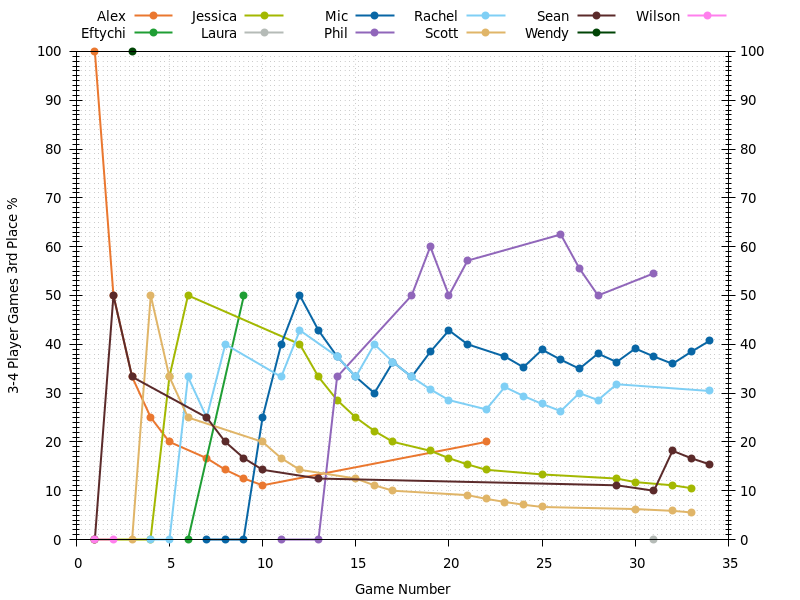 Alex Jessica Mic Rachel Sean Wilson
Eftychi Laura Phil Scott Wendy
100 100
90 90
80 80
70 70
60 60
50 50
40 40
30 30
20 20
10 10
0 0
3-4 Player Games 3rd Place %
0 5 10 15 20 25 30 35
Game Number